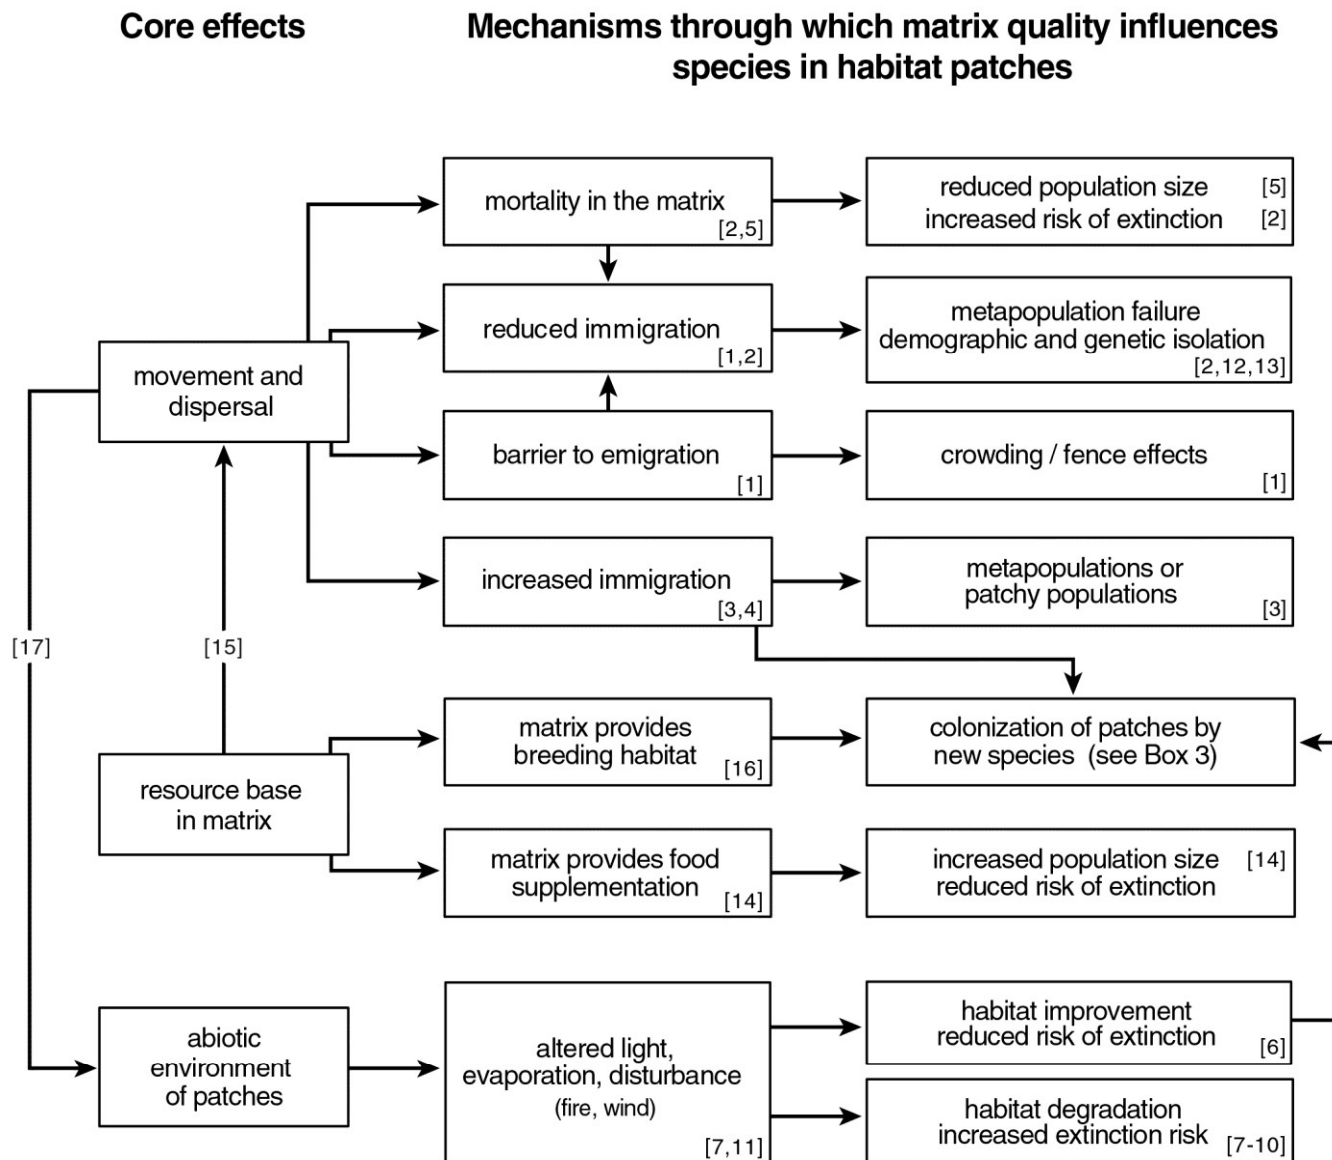 Core effects
Mechanisms through which matrix quality influences
species in habitat patches
mortality in the matrix
[2,5]
reduced population size [5]
increased risk of extinction [2]
reduced immigration
[1,2]
metapopulation failure
demographic and genetic isolation
[2,12,13]
movement and
dispersal
barrier to emigration
[1]
crowding / fence effects
[1]
increased immigration
[3,4]
metapopulations or
patchy populations
[3]
[17]
[15]
matrix provides
breeding habitat
[16]
colonization of patches by
new species (see Box 3)
resource base
in matrix
matrix provides food
supplementation
[14]
increased population size [14]
reduced risk of extinction
abiotic
environment
of patches
altered light,
evaporation, disturbance
(fire, wind)
[7,11]
habitat improvement
reduced risk of extinction
[6]
habitat degradation
increased extinction risk [7-10]